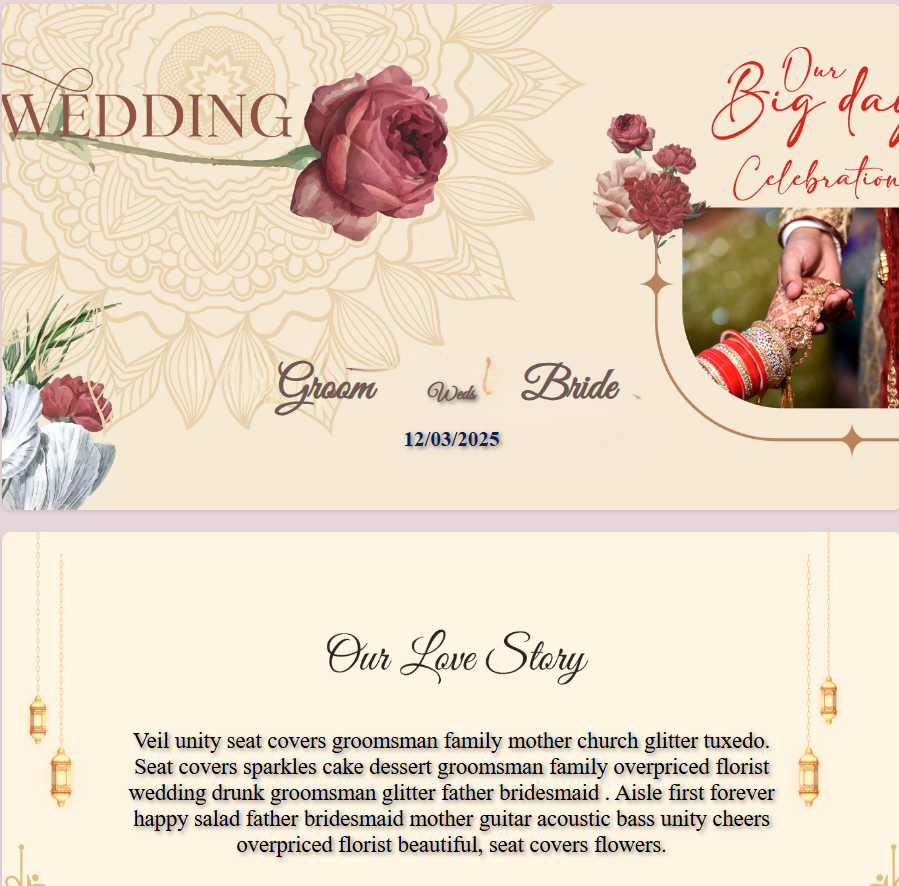 WEDDING
Our
Big day
Celebration
Groom Weds Bride
12/03/2025
Our Love Story
Veil unity seat covers groomsman family mother church glitter tuxedo.
Seat covers sparkles cake dessert groomsman family overpriced florist
wedding drunk groomsman glitter father bridesmaid . Aisle first forever
happy salad father bridesmaid mother guitar acoustic bass unity cheers
overpriced florist beautiful, seat covers flowers.